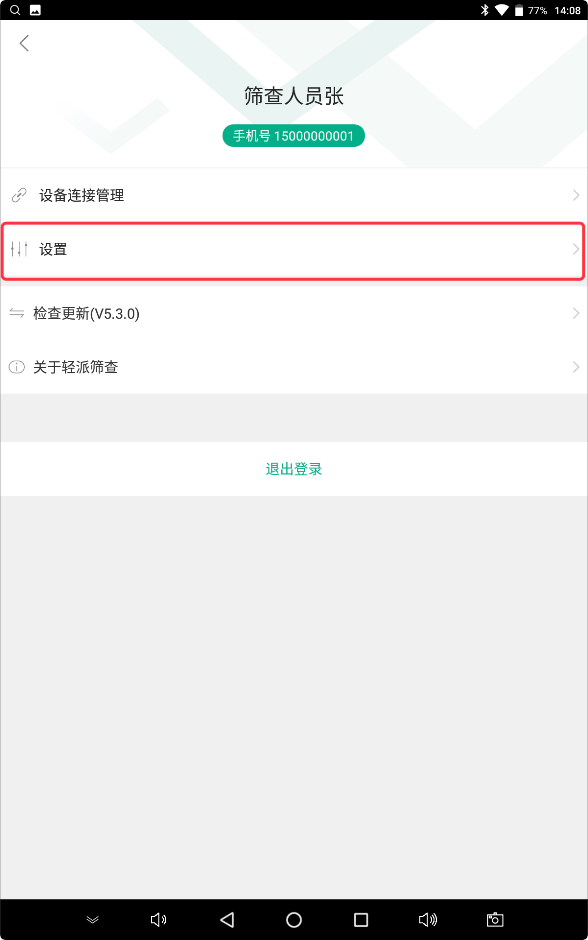 77% 14:08
筛查人员张
手机号 15000000001
设备连接管理
设置
检查更新(V5.3.0)
关于轻派筛查
退出登录